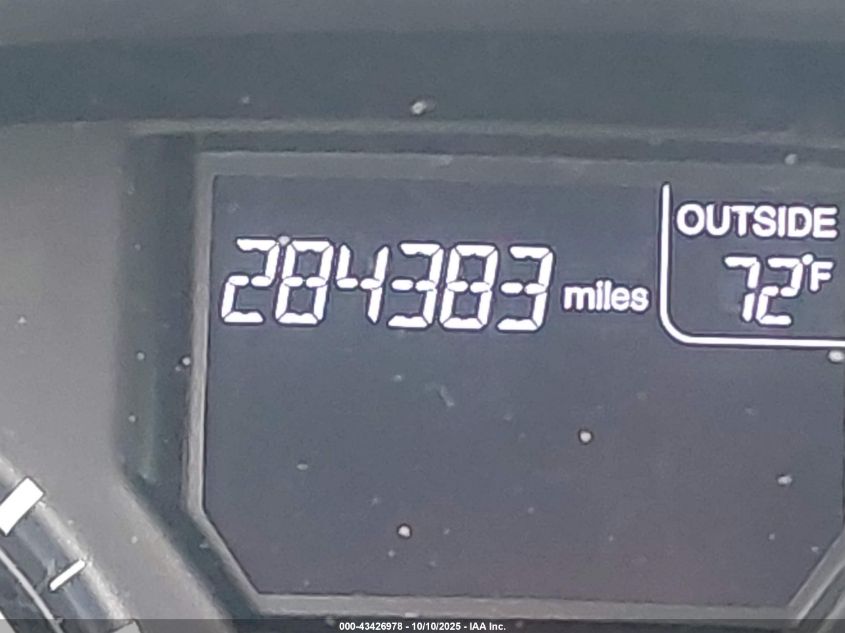 284383 miles
OUTSIDE
72°F
000-43426978 - 10/10/2025 - IAA Inc.